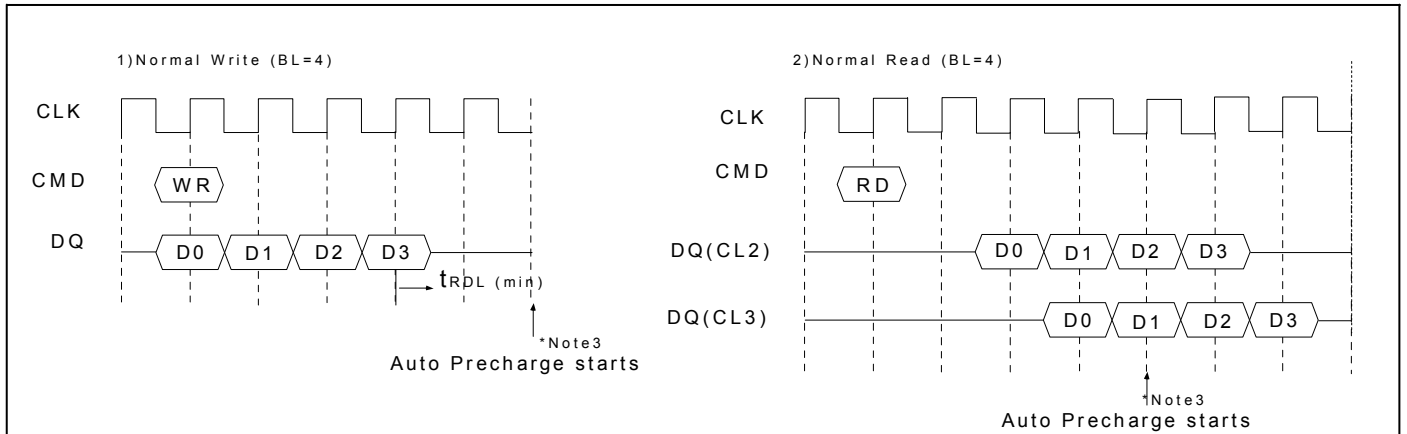 1)Normal Write (BL=4)
CLK
CMD
WR
DQ
D0 D1 D2 D3
tRDL (min)
*Note3
Auto Precharge starts
2)Normal Read (BL=4)
CLK
CMD
RD
DQ(CL2)
D0 D1 D2 D3
DQ(CL3)
D0 D1 D2 D3
*Note3
Auto Precharge starts